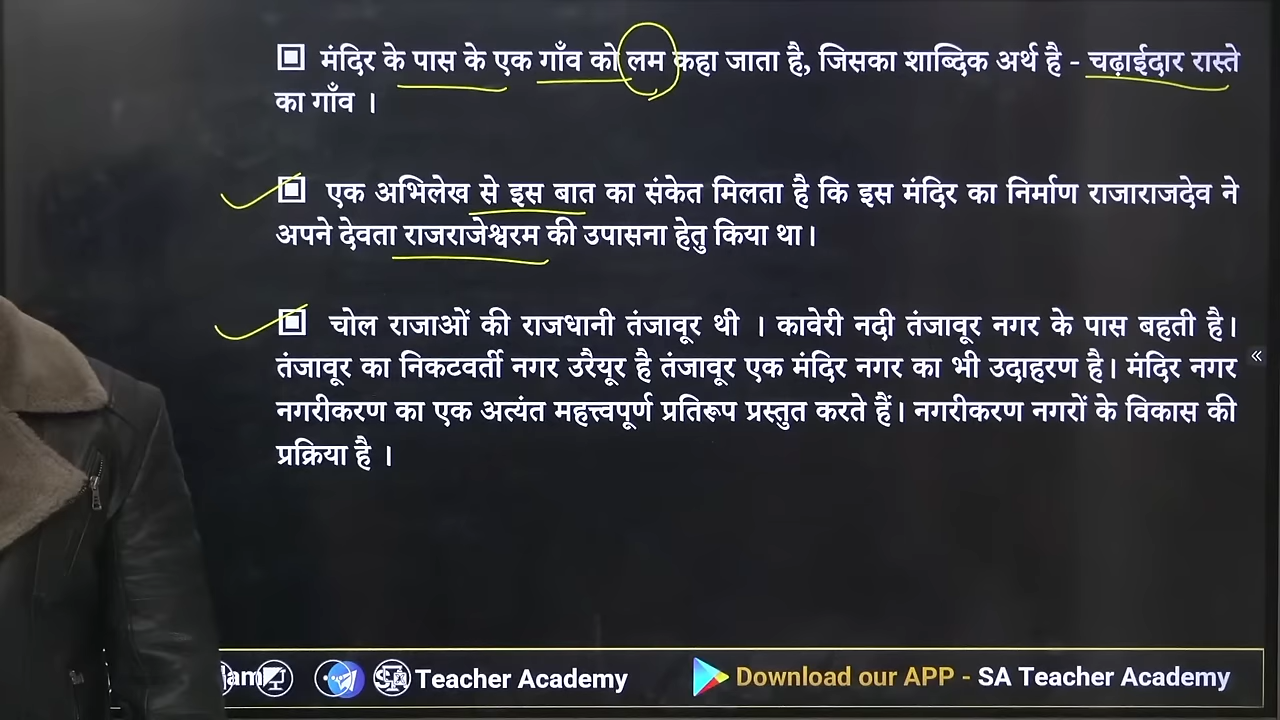 मंदिर के पास के एक गाँव को लम कहा जाता है, जिसका शाब्दिक अर्थ है - चढ़ाईदार रास्ते
का गाँव ।
एक अभिलेख से इस बात का संकेत मिलता है कि इस मंदिर का निर्माण राजाराजदेव ने
अपने देवता राजराजेश्वरम की उपासना हेतु किया था।
चोल राजाओं की राजधानी तंजावूर थी । कावेरी नदी तंजावूर नगर के पास बहती है।
तंजावूर का निकटवर्ती नगर उरैयूर है तंजावूर एक मंदिर नगर का भी उदाहरण है। मंदिर नगर
नगरीकरण का एक अत्यंत महत्त्वपूर्ण प्रतिरूप प्रस्तुत करते हैं। नगरीकरण नगरों के विकास की
प्रक्रिया है ।
Teacher Academy Download our APP - SA Teacher Academy